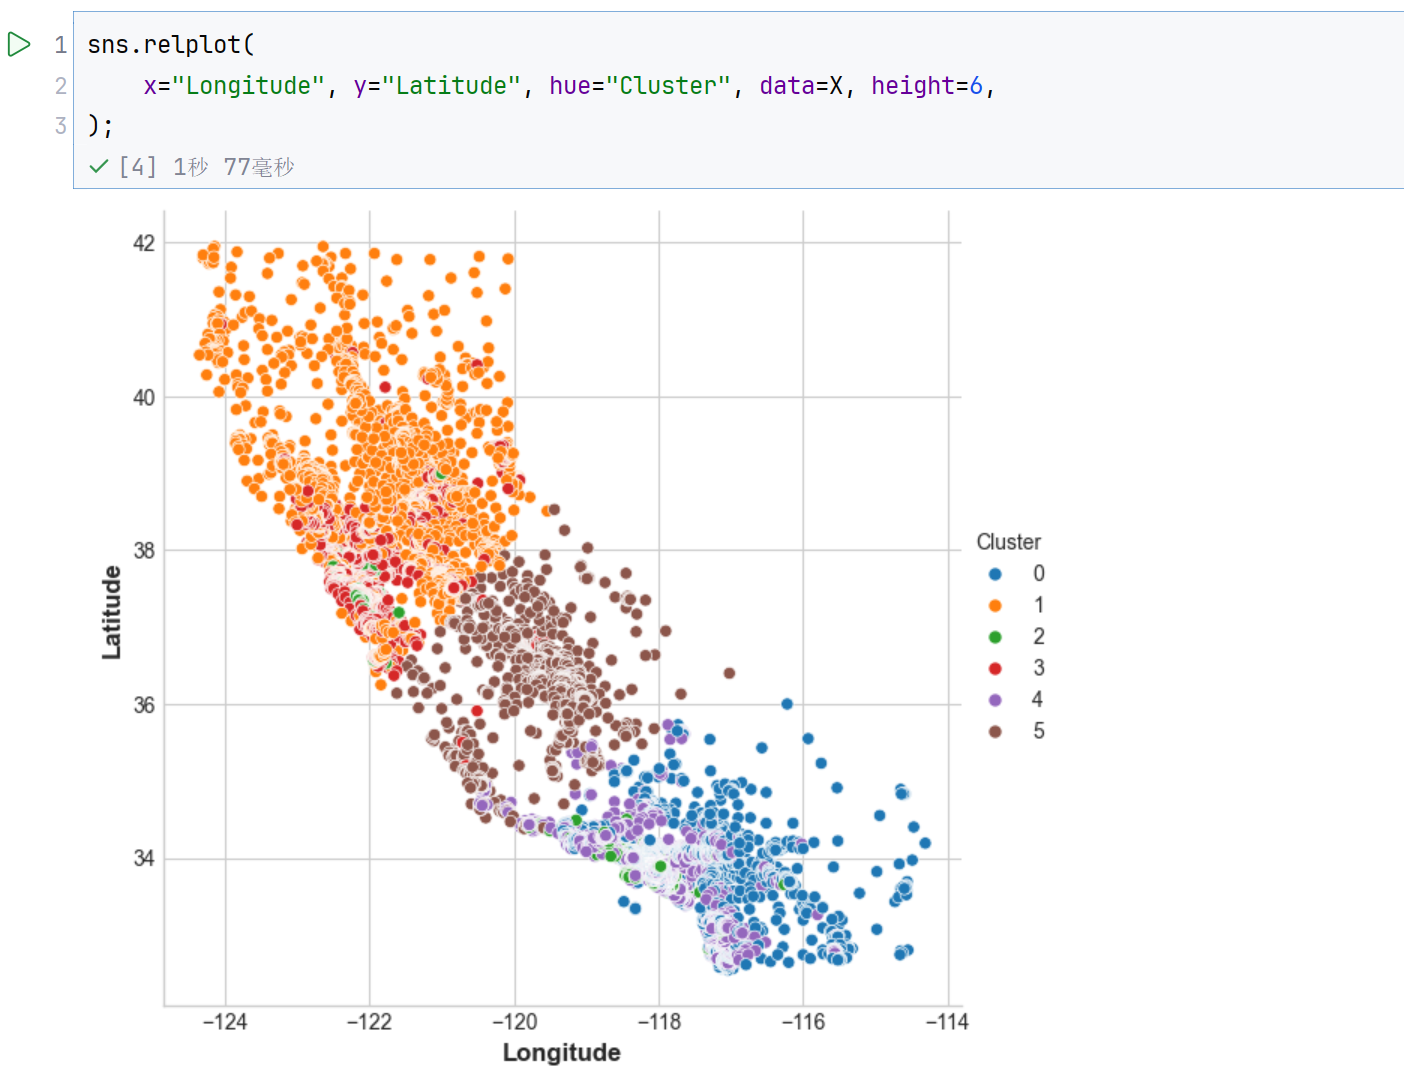 1 sns.relplot(
2 x="Longitude", y="Latitude", hue="Cluster", data=X, height=6,
3 );
[4] 1秒 77毫秒
42
40
38
36
34
Latitude
−124 −122 −120 −118 −116 −114
Longitude
Cluster
0
1
2
3
4
5